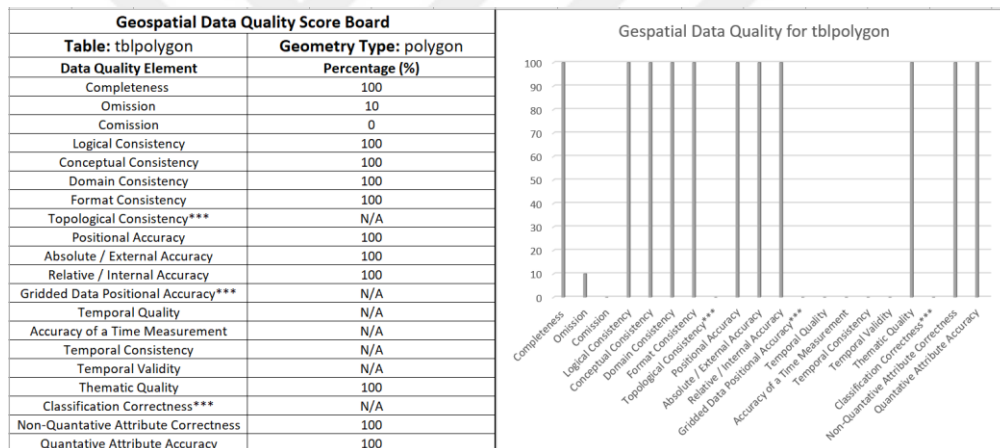 Geospatial Data Quality Score Board
Table: tblpolygon Geometry Type: polygon
Data Quality Element Percentage (%)
Completeness 100
Omission 10
Comission 0
Logical Consistency 100
Conceptual Consistency 100
Domain Consistency 100
Format Consistency 100
Topological Consistency*** N/A
Positional Accuracy 100
Absolute / External Accuracy 100
Relative / Internal Accuracy 100
Gridded Data Positional Accuracy*** N/A
Temporal Quality N/A
Accuracy of a Time Measurement N/A
Temporal Consistency N/A
Temporal Validity N/A
Thematic Quality 100
Classification Correctness*** N/A
Non-Quantative Attribute Correctness 100
Quantative Attribute Accuracy 100
Gespatial Data Quality for tblpolygon
100
90
80
70
60
50
40
30
20
10
0
Completeness
Omission
Comission
Logical Consistency
Conceptual Consistency
Domain Consistency
Format Consistency
Topological Consistency***
Positional Accuracy
Absolute / External Accuracy
Relative / Internal Accuracy
Gridded Data Positional Accuracy***
Temporal Quality
Accuracy of a Time Measurement
Temporal Consistency
Temporal Validity
Thematic Quality
Classification Correctness***
Non-Quantative Attribute Correctness
Quantative Attribute Accuracy